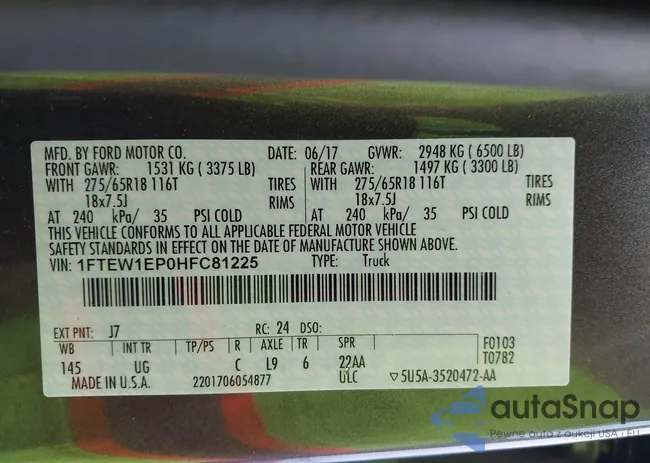 MFD. BY FORD MOTOR CO. DATE: 06/17 GVWR: 2948 KG ( 6500 LB)
FRONT GAWR: 1531 KG ( 3375 LB) REAR GAWR: 1497 KG ( 3300 LB)
WITH 275/65R18 116T TIRES WITH 275/65R18 116T TIRES
18x7.5J RIMS 18x7.5J RIMS
AT 240 kPa/ 35 PSI COLD AT 240 kPa/ 35 PSI COLD
THIS VEHICLE CONFORMS TO ALL APPLICABLE FEDERAL MOTOR VEHICLE
SAFETY STANDARDS IN EFFECT ON THE DATE OF MANUFACTURE SHOWN ABOVE.
VIN: 1FTEW1EP0HFC81225 TYPE: Truck
EXT PNT: J7 RC: 24 DSO:
WB INT TR TP/PS R AXLE TR SPR F0103
145 UG C L9 6 22AA T0782
ULC
MADE IN U.S.A. 2201706054877 5U5A-3520472-AA
autaSnap
Pewne auto z aukcji USA i EU